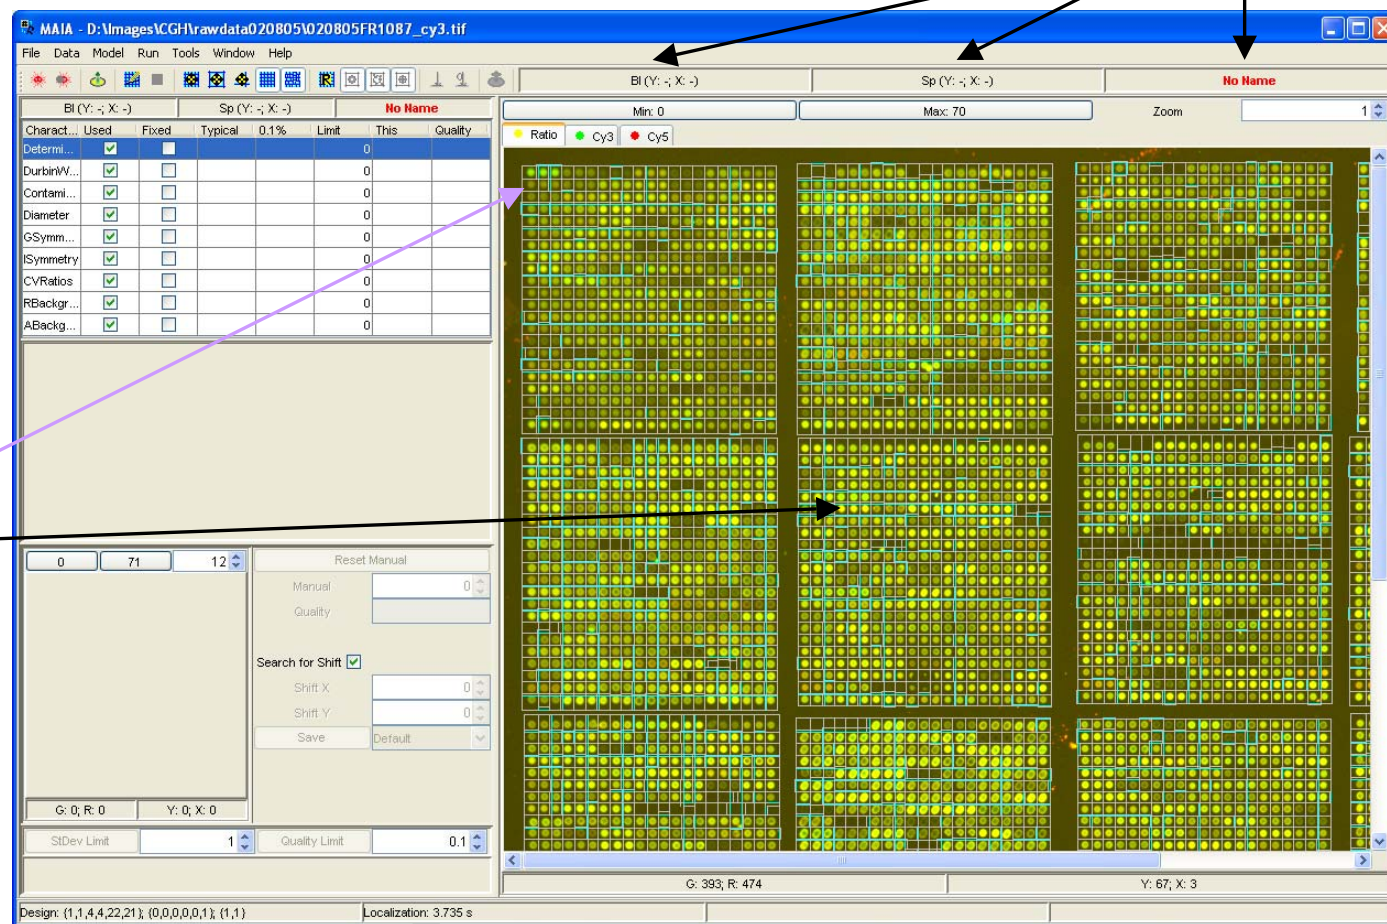 MAIA - D:\Images\CGH\rawdata020805\020805FR1087_cy3.tif
File Data Model Run Tools Window Help
Bl (Y: -; X: -) Sp (Y: -; X: -) No Name
Bl (Y: -; X: -) Sp (Y: -; X: -) No Name
Min: 0 Max: 70 Zoom 1
Charact... Used Fixed Typical 0.1% Limit This Quality
Ratio Cy3 Cy5
Determi... 0
DurbinW... 0
Contami... 0
Diameter 0
GSymm... 0
ISymmetry 0
CVRatios 0
RBackgr... 0
ABackg... 0
0 71 12 Reset Manual
Manual 0
Quality
Search for Shift
Shift X 0
Shift Y 0
Save Default
G: 0; R: 0 Y: 0; X: 0
StDev Limit 1 Quality Limit 0.1
G: 393; R: 474 Y: 67; X: 3
Design: {1,1,4,4,22,21}; {0,0,0,0,0,1}; {1,1} Localization: 3.735 s